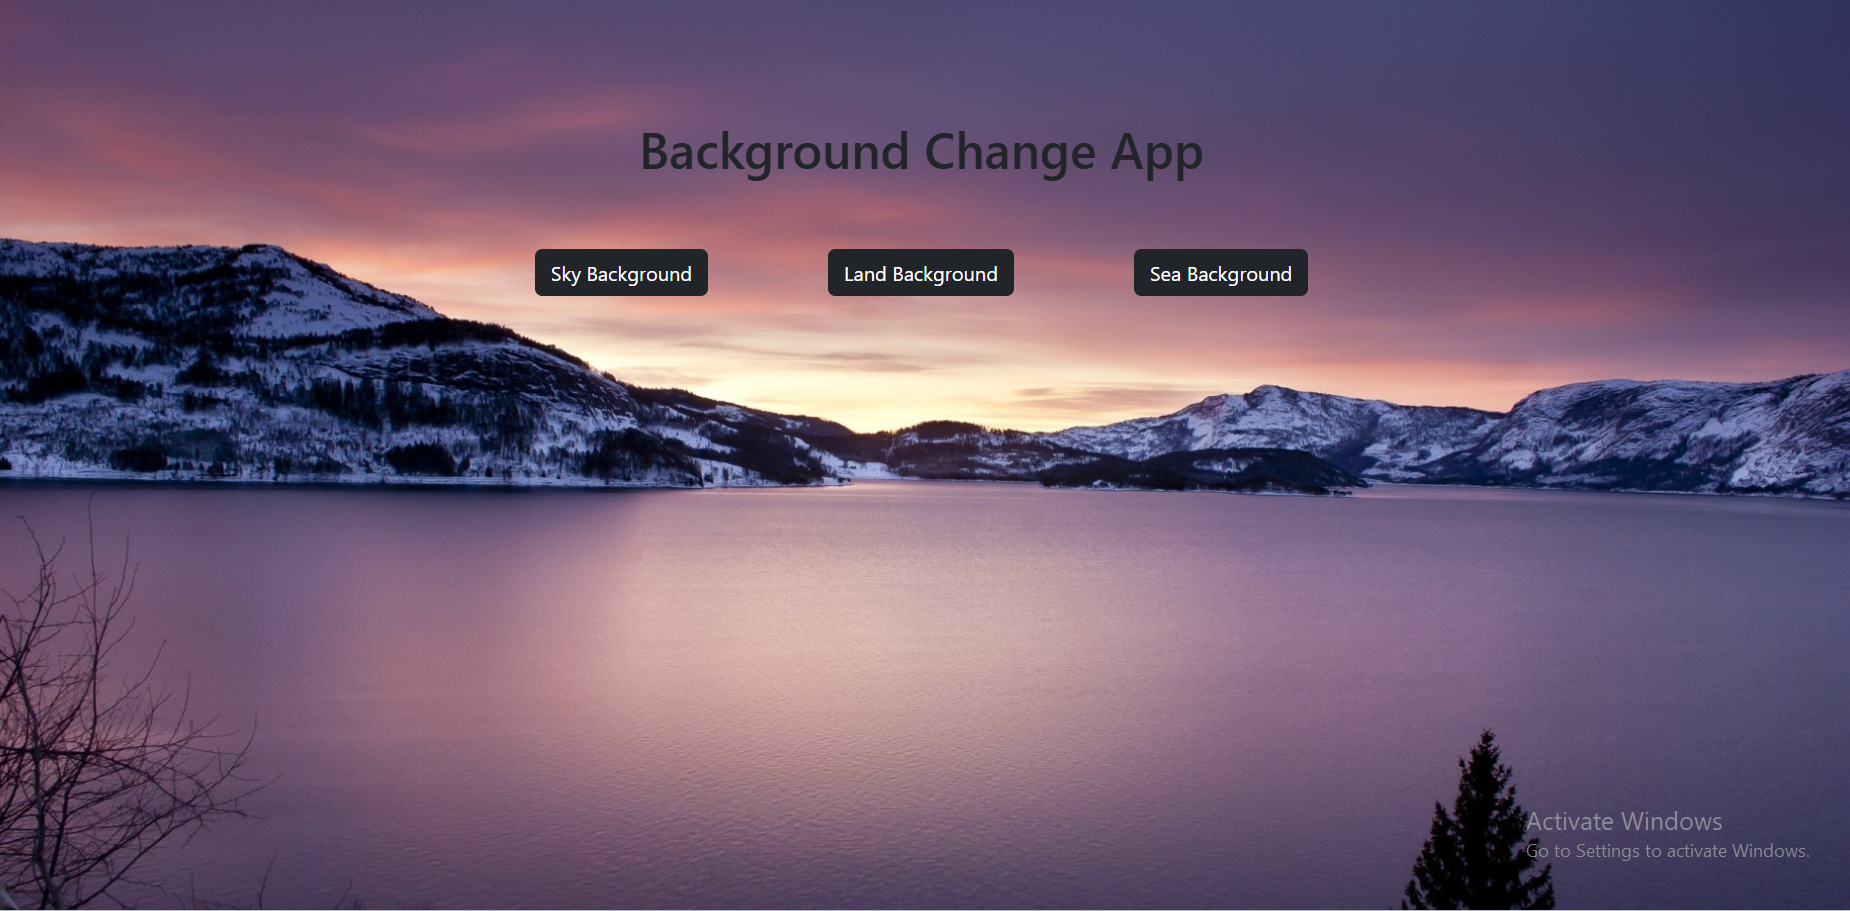 Background Change App
Sky Background
Land Background
Sea Background
Activate Windows
Go to Settings to activate Windows.